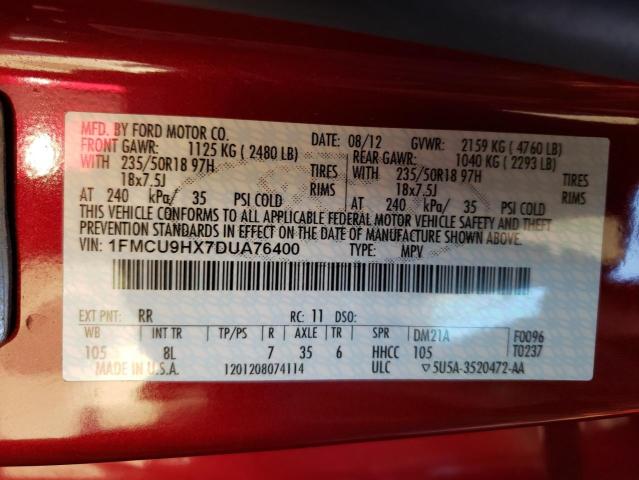 MFD. BY FORD MOTOR CO.
DATE: 08/12 GVWR: 2159 KG ( 4760 LB)
FRONT GAWR: 1125 KG ( 2480 LB) REAR GAWR: 1040 KG ( 2293 LB)
WITH 235/50R18 97H TIRES WITH 235/50R18 97H TIRES
18x7.5J RIMS 18x7.5J RIMS
AT 240 kPa/ 35 PSI COLD AT 240 kPa/ 35 PSI COLD
THIS VEHICLE CONFORMS TO ALL APPLICABLE FEDERAL MOTOR VEHICLE SAFETY AND THEFT
PREVENTION STANDARDS IN EFFECT ON THE DATE OF MANUFACTURE SHOWN ABOVE.
VIN: 1FMCU9HX7DUA76400 TYPE: MPV
EXT PNT: RR RC: 11 DSO:
WB INT TR TP/PS R AXLE TR SPR DM21A F0096
105 8L 7 35 6 HHCC 105 T0237
MADE IN U.S.A. 1201208074114 ULC ▽5U5A-3520472-AA